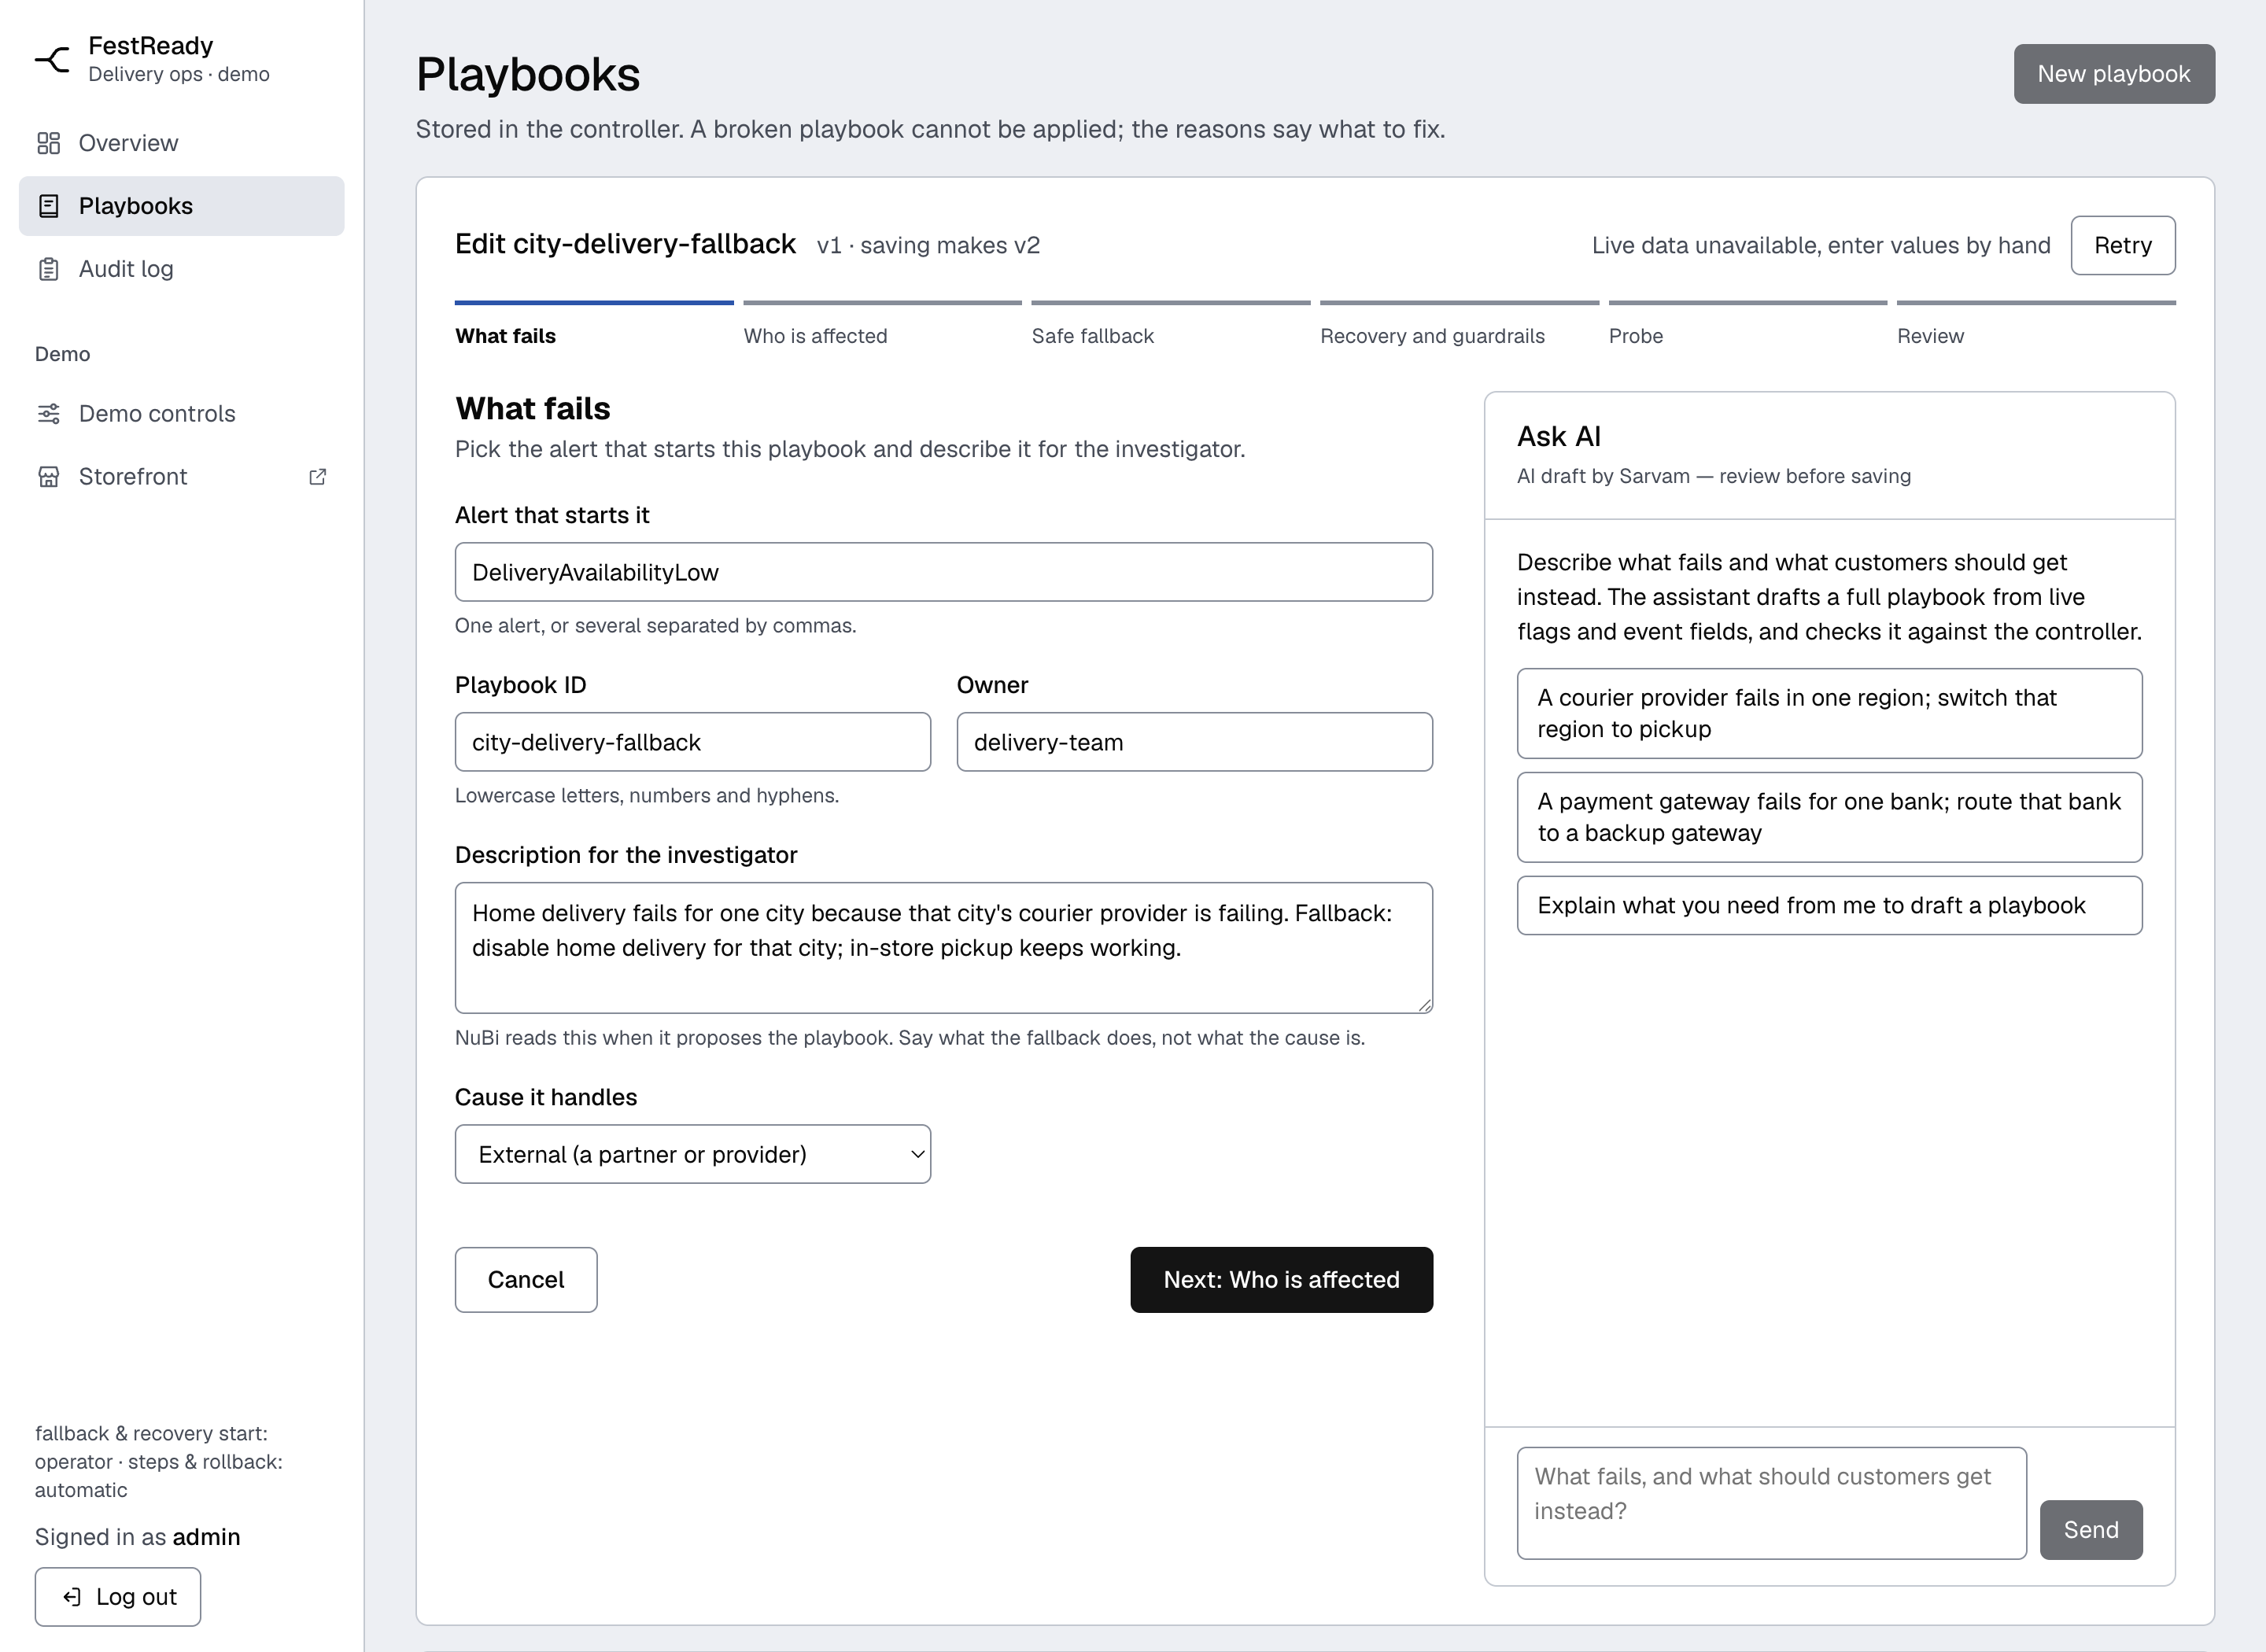 FestReady
Delivery ops · demo
Overview
Playbooks
Audit log
Demo
Demo controls
Storefront
fallback & recovery start:
operator · steps & rollback:
automatic
Signed in as admin
Log out
Playbooks
New playbook
Stored in the controller. A broken playbook cannot be applied; the reasons say what to fix.
Edit city-delivery-fallback v1 · saving makes v2
Live data unavailable, enter values by hand
Retry
What fails
Who is affected
Safe fallback
Recovery and guardrails
Probe
Review
What fails
Pick the alert that starts this playbook and describe it for the investigator.
Alert that starts it
DeliveryAvailabilityLow
One alert, or several separated by commas.
Playbook ID
Owner
city-delivery-fallback
delivery-team
Lowercase letters, numbers and hyphens.
Description for the investigator
Home delivery fails for one city because that city's courier provider is failing. Fallback:
disable home delivery for that city; in-store pickup keeps working.
NuBi reads this when it proposes the playbook. Say what the fallback does, not what the cause is.
Cause it handles
External (a partner or provider)
Cancel
Next: Who is affected
Ask AI
AI draft by Sarvam — review before saving
Describe what fails and what customers should get
instead. The assistant drafts a full playbook from live
flags and event fields, and checks it against the controller.
A courier provider fails in one region; switch that
region to pickup
A payment gateway fails for one bank; route that bank
to a backup gateway
Explain what you need from me to draft a playbook
What fails, and what should customers get
instead?
Send